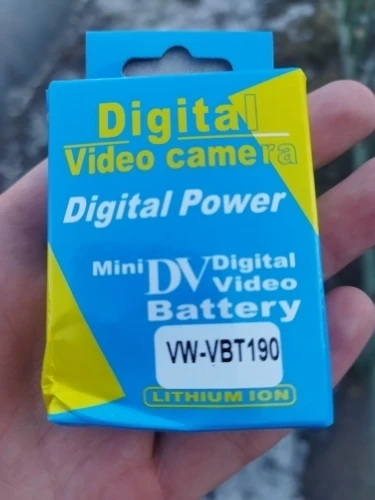 Digital
Video camera
Digital Power
Mini DV Digital Video
Battery
VW-VBT190
LITHIUM ION